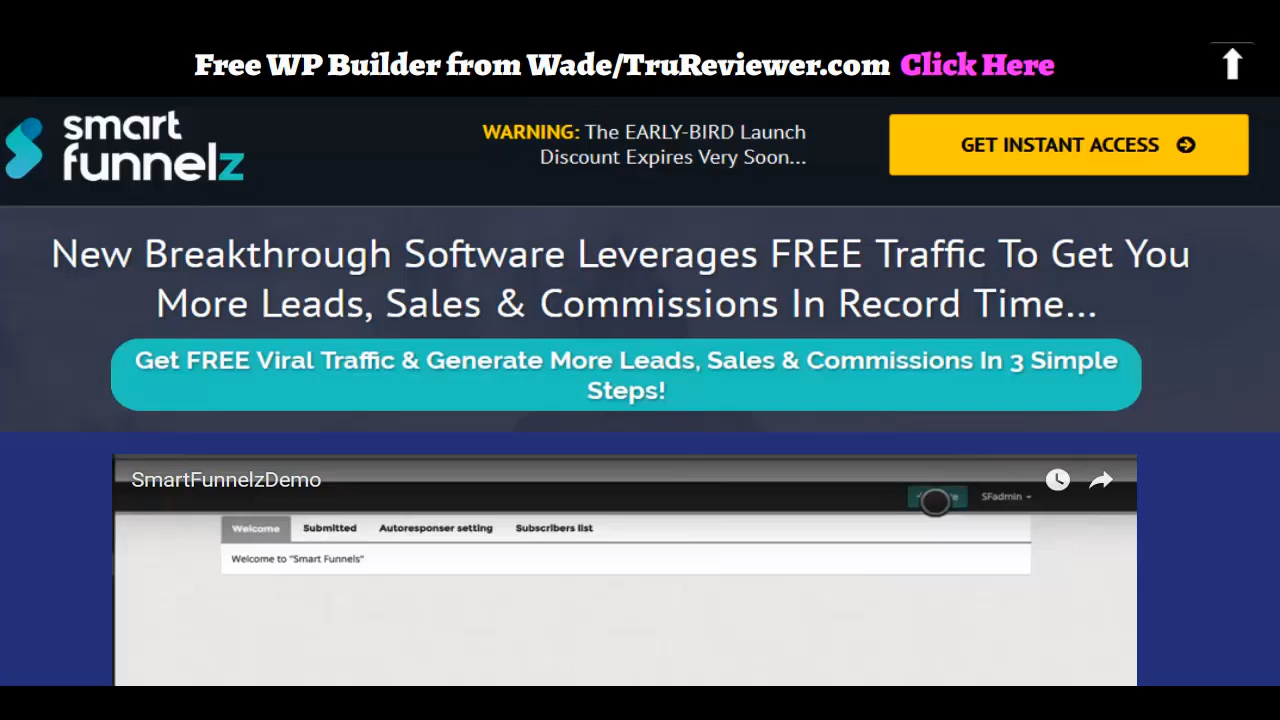 Free WP Builder from Wade/TruReviewer.com Click Here
smart
funnelz
WARNING: The EARLY-BIRD Launch
Discount Expires Very Soon...
GET INSTANT ACCESS
New Breakthrough Software Leverages FREE Traffic To Get You
More Leads, Sales & Commissions In Record Time...
Get FREE Viral Traffic & Generate More Leads, Sales & Commissions In 3 Simple
Steps!
SmartFunnelzDemo
SFadmin
Welcome Submitted Autoresponser setting Subscribers list
Welcome to "Smart Funnels"